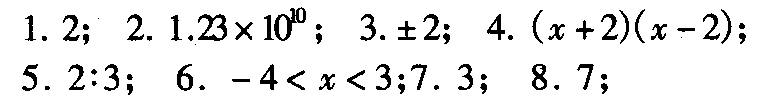 1. 2; 2. 1.23×10¹⁰; 3. ±2; 4. (x+2)(x−2);
5. 2∶3; 6. −4<x<3;7. 3; 8. 7;